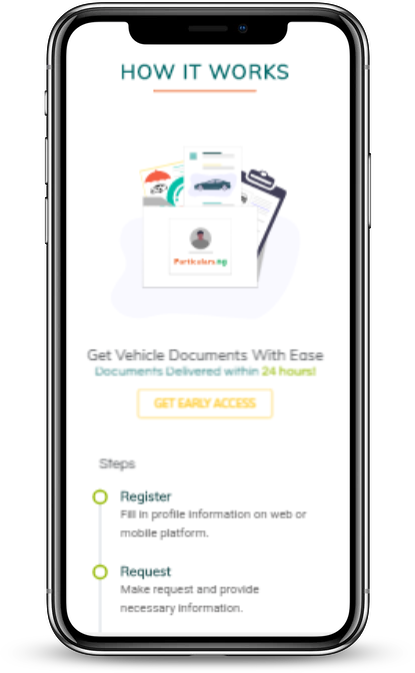 HOW IT WORKS
Particulars.ng
Get Vehicle Documents With Ease
Documents Delivered within 24 hours!
GET EARLY ACCESS
Steps
Register
Fill in profile information on web or
mobile platform.
Request
Make request and provide
necessary information.